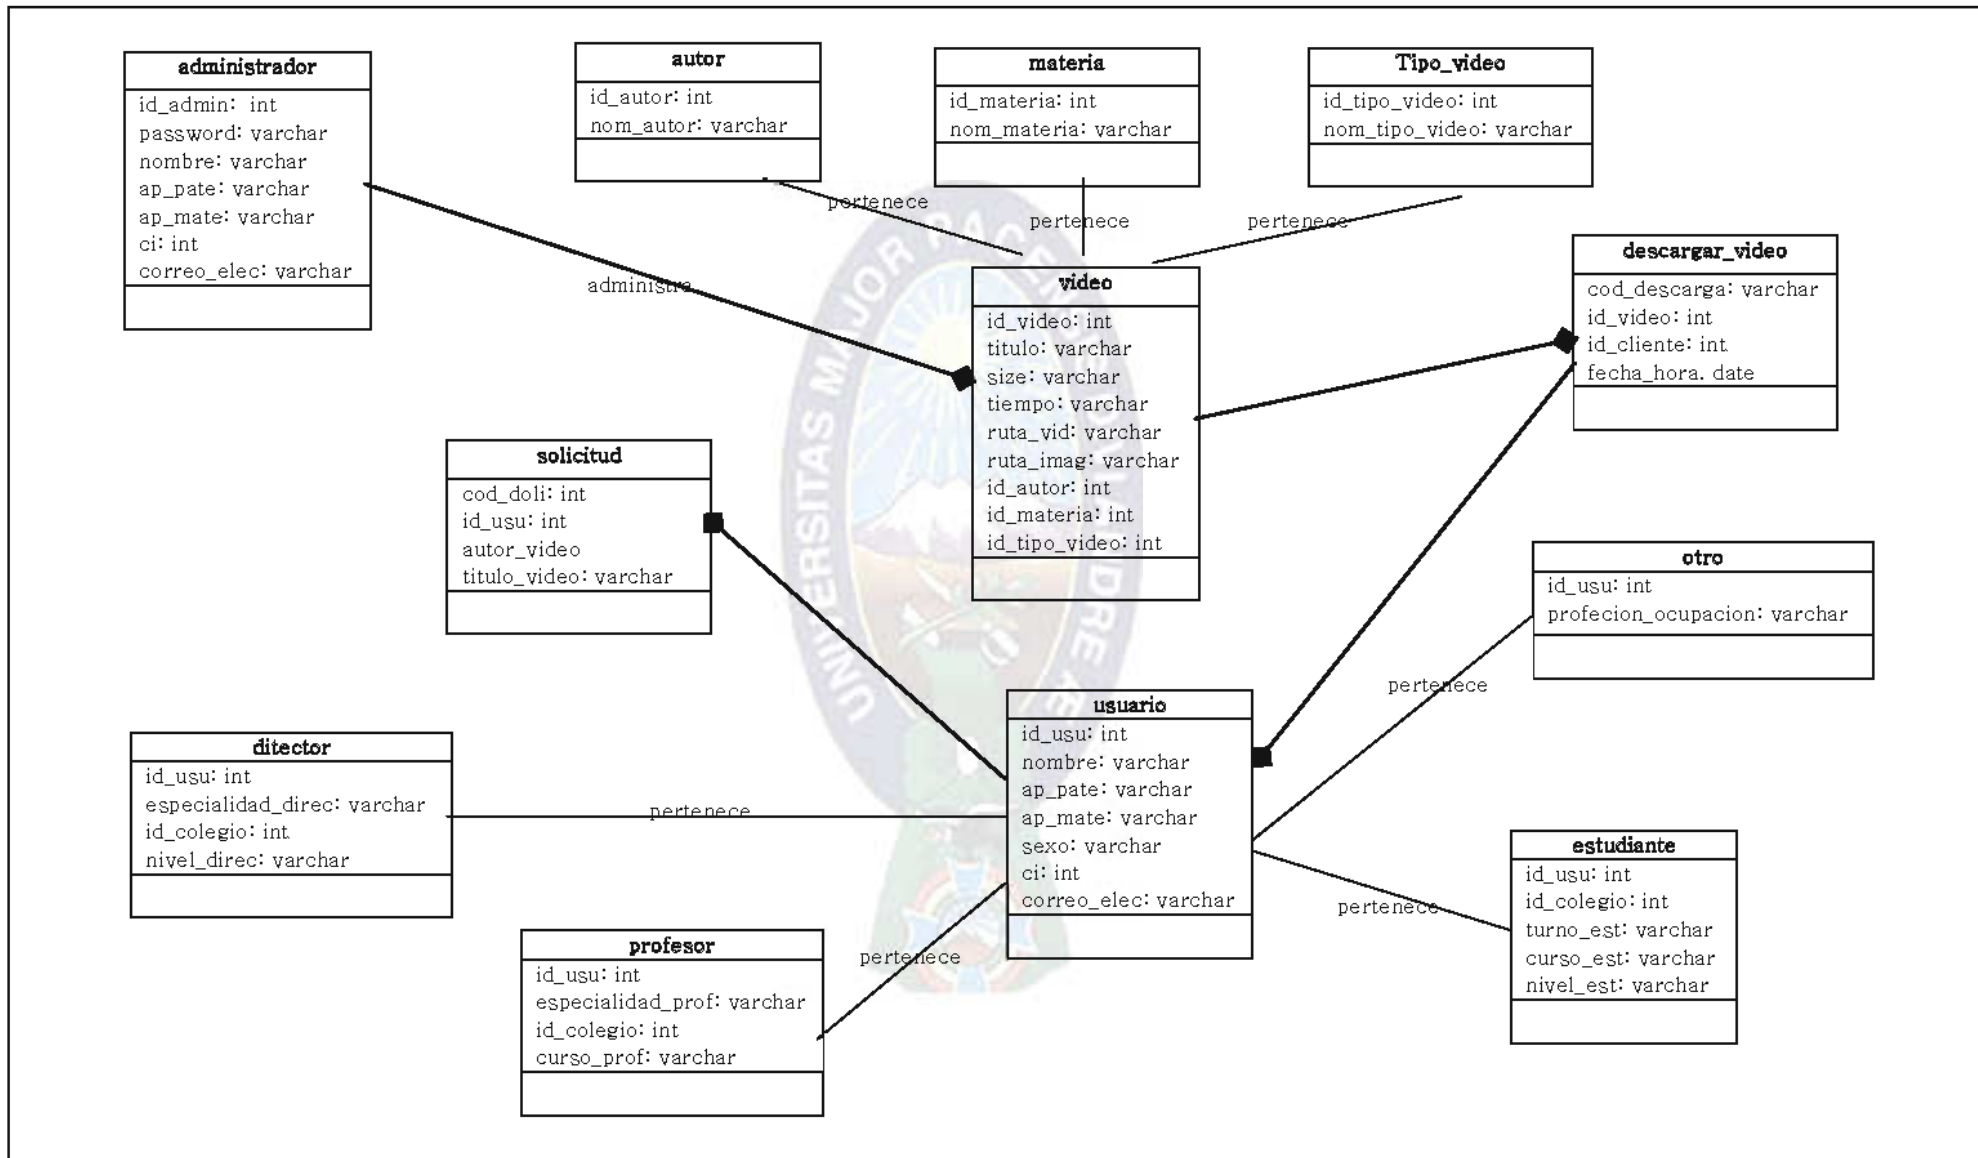 administrador
id_admin: int
password: varchar
nombre: varchar
ap_pate: varchar
ap_mate: varchar
ci: int
correo_elec: varchar
autor
id_autor: int
nom_autor: varchar
materia
id_materia: int
nom_materia: varchar
Tipo_video
id_tipo_video: int
nom_tipo_video: varchar
pertenece
pertenece
pertenece
administra
video
id_video: int
titulo: varchar
size: varchar
tiempo: varchar
ruta_vid: varchar
ruta_imag: varchar
id_autor: int
id_materia: int
id_tipo_video: int
descargar_video
cod_descarga: varchar
id_video: int
id_cliente: int
fecha_hora. date
solicitud
cod_doli: int
id_usu: int
autor_video
titulo_video: varchar
otro
id_usu: int
profecion_ocupacion: varchar
pertenece
usuario
id_usu: int
nombre: varchar
ap_pate: varchar
ap_mate: varchar
sexo: varchar
ci: int
correo_elec: varchar
ditector
id_usu: int
especialidad_direc: varchar
id_colegio: int
nivel_direc: varchar
pertenece
estudiante
id_usu: int
id_colegio: int
turno_est: varchar
curso_est: varchar
nivel_est: varchar
pertenece
profesor
id_usu: int
especialidad_prof: varchar
id_colegio: int
curso_prof: varchar
pertenece
UNIVERSITAS MAJOR